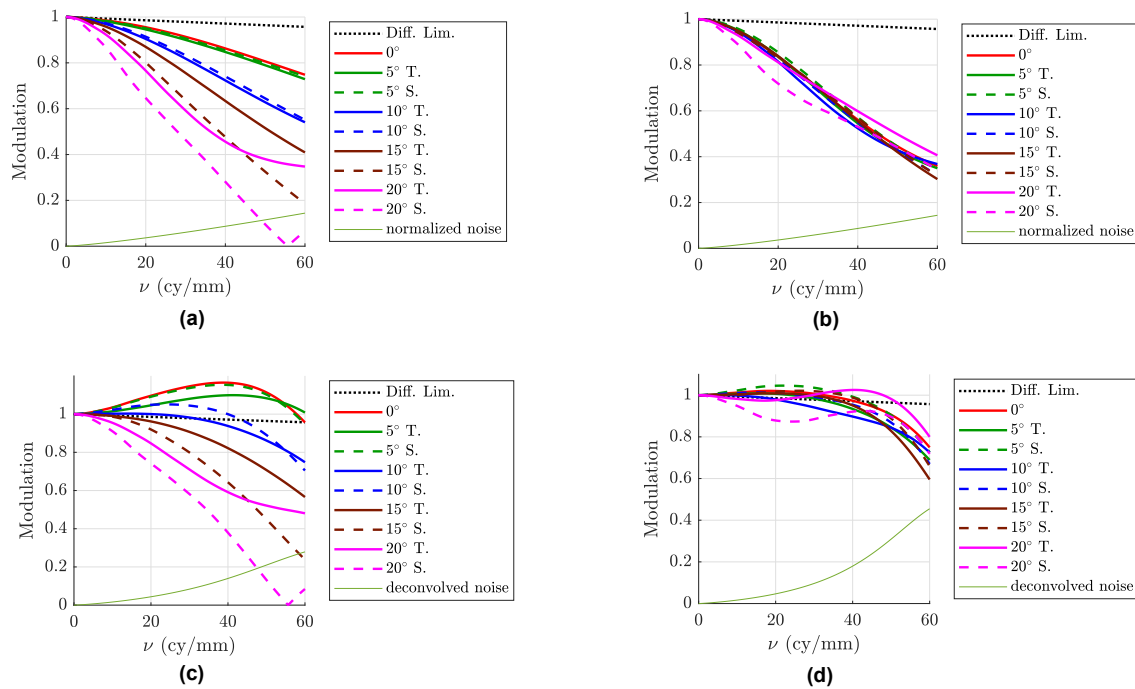 1
0.8
0.6
0.4
0.2
0
0
20
40
60
Modulation
ν (cy/mm)
Diff. Lim.
0°
5° T.
5° S.
10° T.
10° S.
15° T.
15° S.
20° T.
20° S.
normalized noise
(a)
1
0.8
0.6
0.4
0.2
0
0
20
40
60
Modulation
ν (cy/mm)
Diff. Lim.
0°
5° T.
5° S.
10° T.
10° S.
15° T.
15° S.
20° T.
20° S.
normalized noise
(b)
1
0.8
0.6
0.4
0.2
0
0
20
40
60
Modulation
ν (cy/mm)
Diff. Lim.
0°
5° T.
5° S.
10° T.
10° S.
15° T.
15° S.
20° T.
20° S.
deconvolved noise
(c)
1
0.8
0.6
0.4
0.2
0
0
20
40
60
Modulation
ν (cy/mm)
Diff. Lim.
0°
5° T.
5° S.
10° T.
10° S.
15° T.
15° S.
20° T.
20° S.
deconvolved noise
(d)